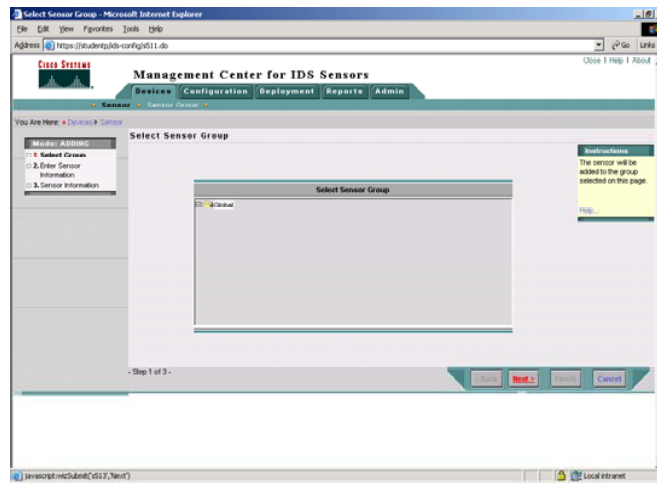 Select Sensor Group - Microsoft Internet Explorer
File Edit View Favorites Tools Help
Address https://studentp/ids-config/s511.do Go Links
Close | Help | About
CISCO SYSTEMS
Management Center for IDS Sensors
Devices Configuration Deployment Reports Admin
Sensor Sensor Group
You Are Here: Devices > Sensor
Mode: ADDING
1. Select Group
2. Enter Sensor
Information
3. Sensor Information
Select Sensor Group
Select Sensor Group
Global
Instructions
The sensor will be
added to the group
selected on this page.
Help...
- Step 1 of 3 -
< Back Next > Finish Cancel
javascript:wizSubmit('s513','Next') Local intranet